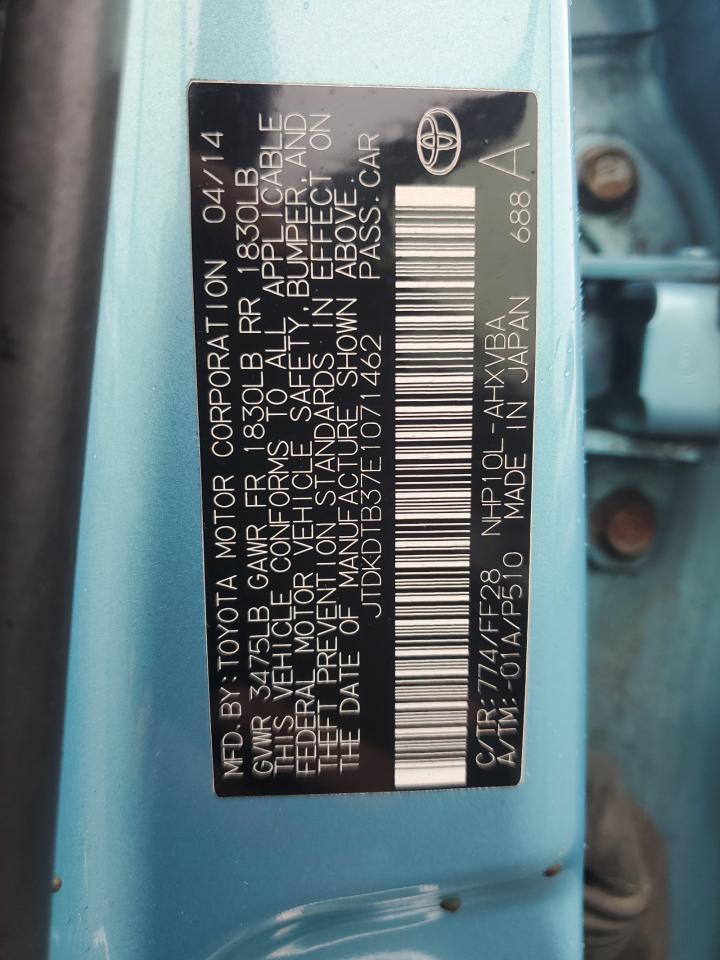 MFD. BY: TOYOTA MOTOR CORPORATION 04/14
GVWR 3475LB GAWR FR 1830LB RR 1830LB
THIS VEHICLE CONFORMS TO ALL APPLICABLE
FEDERAL MOTOR VEHICLE SAFETY, BUMPER, AND
THEFT PREVENTION STANDARDS IN EFFECT ON
THE DATE OF MANUFACTURE SHOWN ABOVE.
JTDKDTB37E1071462 PASS. CAR
C/TR: 774/FF28 NHP10L-AHXVBA 688 A
A/TM: -01A/P510 MADE IN JAPAN